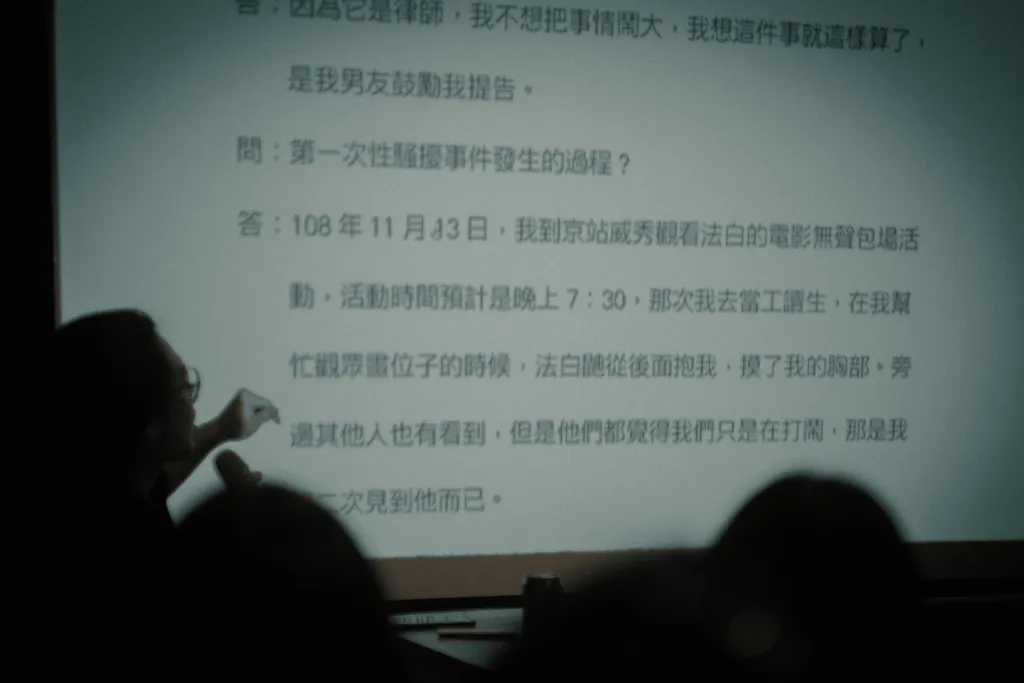 答：因為它是律師，我不想把事情鬧大，我想這件事就這樣算了，
是我男友鼓勵我提告。
問：第一次性騷擾事件發生的過程？
答：108 年 11 月 13 日，我到京站威秀觀看法白的電影無聲包場活
動，活動時間預計是晚上 7：30，那次我去當工讀生，在我幫
忙觀眾畫位子的時候，法白 從後面抱我，摸了我的胸部。旁
邊其他人也有看到，但是他們都覺得我們只是在打鬧，那是我
二次見到他而已。